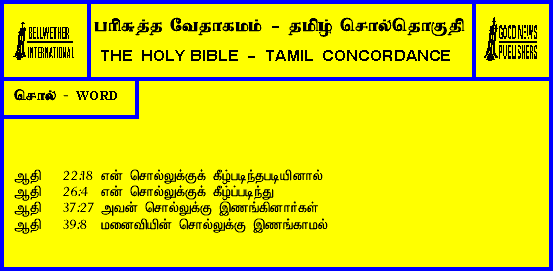 BELLWETHER
INTERNATIONAL
பரிசுத்த வேதாகமம் - தமிழ் சொல்தொகுதி
THE HOLY BIBLE - TAMIL CONCORDANCE
GOOD NEWS
PUBLISHERS
சொல் - WORD
ஆதி 22:18 என் சொல்லுக்குக் கீழ்படிந்தபடியினால்
ஆதி 26:4 என் சொல்லுக்குக் கீழ்ப்படிந்து
ஆதி 37:27 அவன் சொல்லுக்கு இணங்கினார்கள்
ஆதி 39:8 மனைவியின் சொல்லுக்கு இணங்காமல்